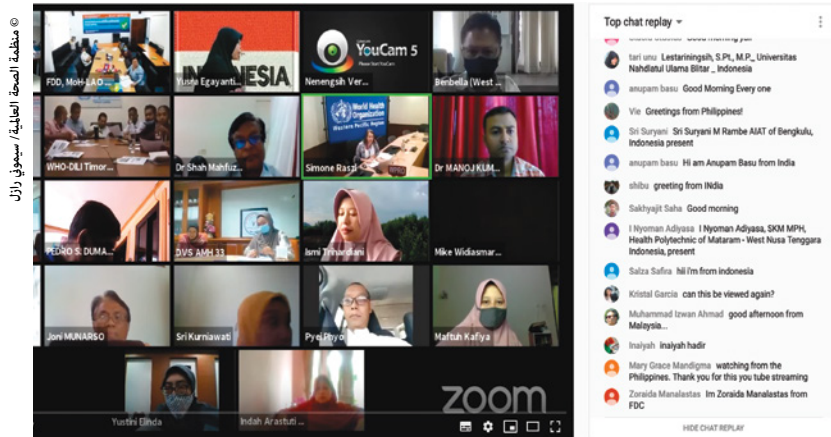 © منظمة الصحة العالمية/ سيموني رازل
FDD, MoH-LAO ...
INDONESIA
Yusra Egayanti...
YouCam 5
Nenengsih Ver...
Benbella (West ...
WHO-DILI Timor...
Dr Shah Mahfuz...
World Health
Organization
Western Pacific Region
Simone Raszl
Dr MANOJ KUM...
PEDRO S. DUMA...
DVS AMH 33
Ismi Trihardiani
Mike Widiasmar...
Joni MUNARSO
Sri Kurniawati
Pyei Phyo
Maftuh Kafiya
Yustini Elinda
Indah Arastuti ...
zoom
Top chat replay
tari unu Lestariningsih, S.Pt., M.P., Universitas
Nahdlatul Ulama Blitar _ Indonesia
anupam basu Good Morning Every one
Vie Greetings from Philippines!
Sri Suryani Sri Suryani M Rambe AIAT of Bengkulu,
Indonesia present
anupam basu Hi am Anupam Basu from India
shibu greeting from INdia
Sakhyajit Saha Good morning
I Nyoman Adiyasa I Nyoman Adiyasa, SKM MPH,
Health Polytechnic of Mataram - West Nusa Tenggara
Indonesia, present
Salza Safira hii i'm from indonesia
Kristal Garcia can this be viewed again?
Muhammad Izwan Ahmad good afternoon from
Malaysia...
Inaiyah inaiyah hadir
Mary Grace Mandigma watching from the
Philippines. Thank you for this you tube streaming
Zoraida Manalastas Im Zoraida Manalastas from
FDC
HIDE CHAT REPLAY